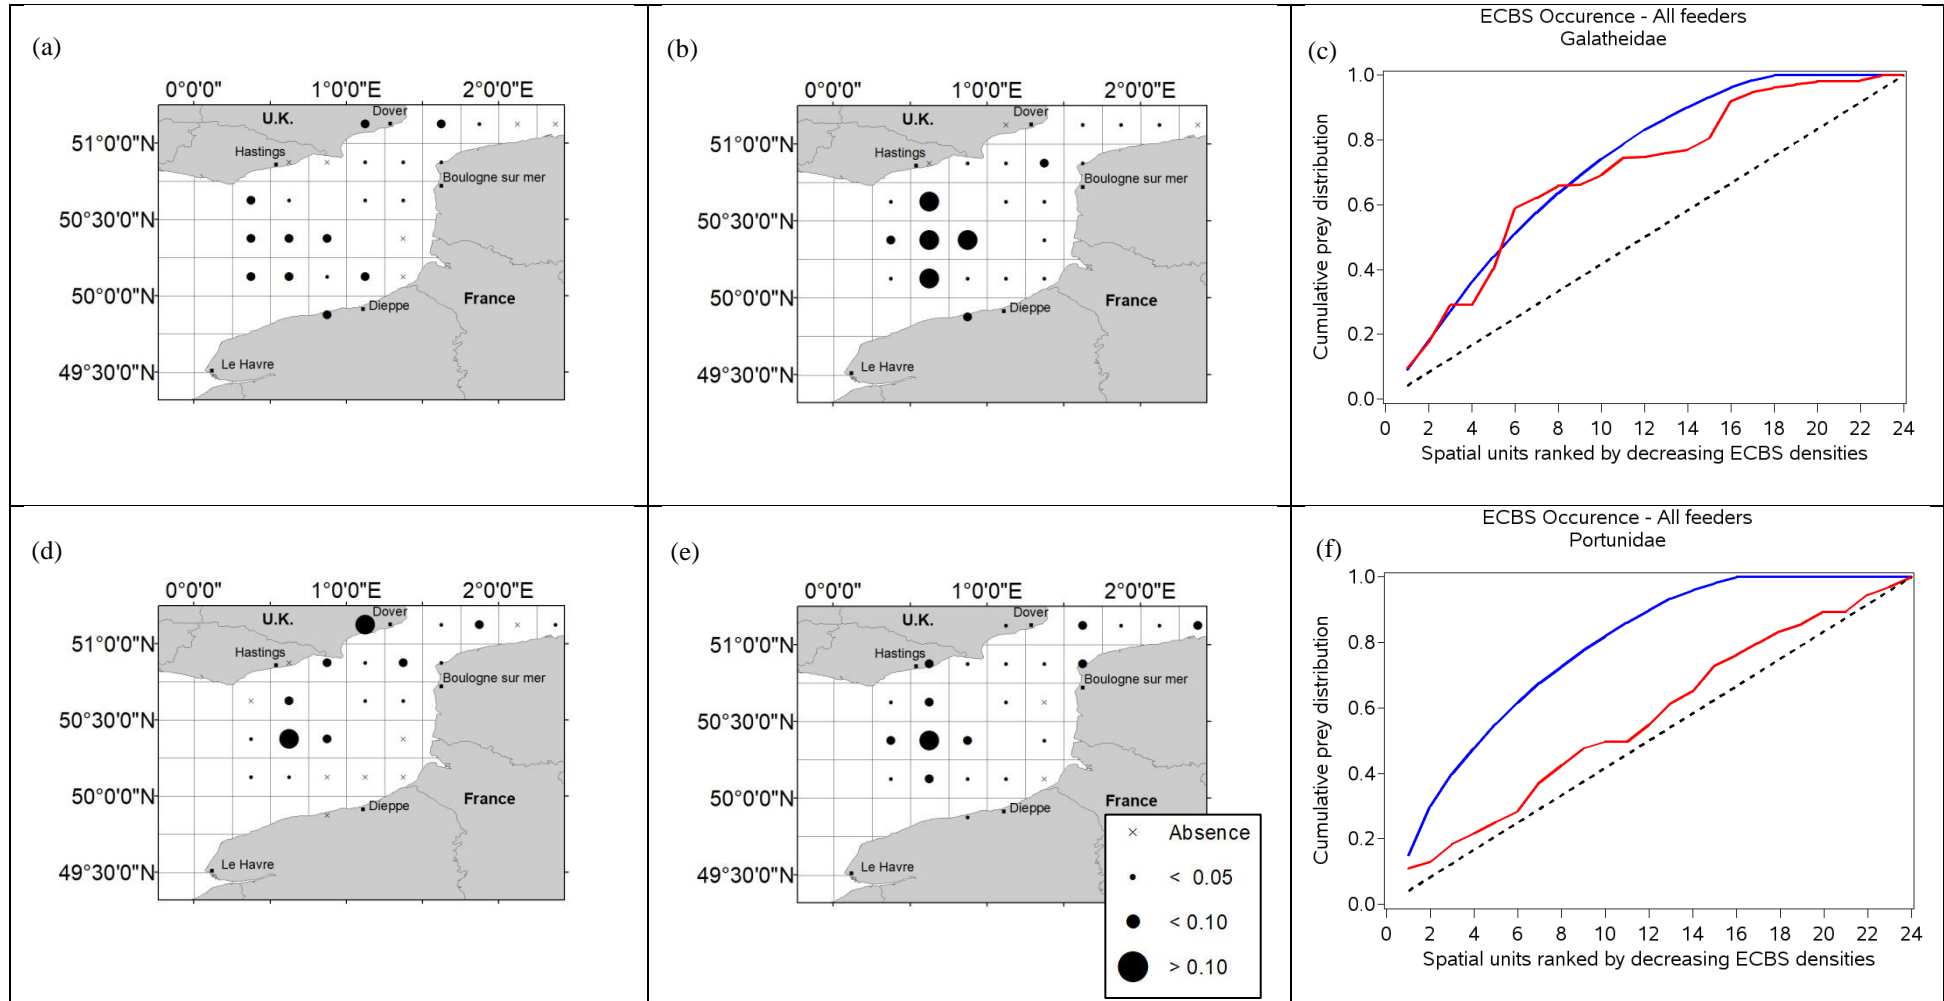 (a)
0°0'0" 1°0'0"E 2°0'0"E
U.K.
Dover
51°0'0"N
Hastings
Boulogne sur mer
50°30'0"N
50°0'0"N
Dieppe
France
Le Havre
49°30'0"N
(b)
0°0'0" 1°0'0"E 2°0'0"E
U.K.
Dover
51°0'0"N
Hastings
Boulogne sur mer
50°30'0"N
50°0'0"N
Dieppe
France
Le Havre
49°30'0"N
(c)
ECBS Occurence - All feeders
Galatheidae
Cumulative prey distribution
1.0
0.8
0.6
0.4
0.2
0.0
0 2 4 6 8 10 12 14 16 18 20 22 24
Spatial units ranked by decreasing ECBS densities
(d)
0°0'0" 1°0'0"E 2°0'0"E
U.K.
Dover
51°0'0"N
Hastings
Boulogne sur mer
50°30'0"N
50°0'0"N
Dieppe
France
Le Havre
49°30'0"N
(e)
0°0'0" 1°0'0"E 2°0'0"E
U.K.
Dover
51°0'0"N
Hastings
Boulogne sur mer
50°30'0"N
50°0'0"N
Dieppe
France
Le Havre
49°30'0"N
Absence
< 0.05
< 0.10
> 0.10
(f)
ECBS Occurence - All feeders
Portunidae
Cumulative prey distribution
1.0
0.8
0.6
0.4
0.2
0.0
0 2 4 6 8 10 12 14 16 18 20 22 24
Spatial units ranked by decreasing ECBS densities